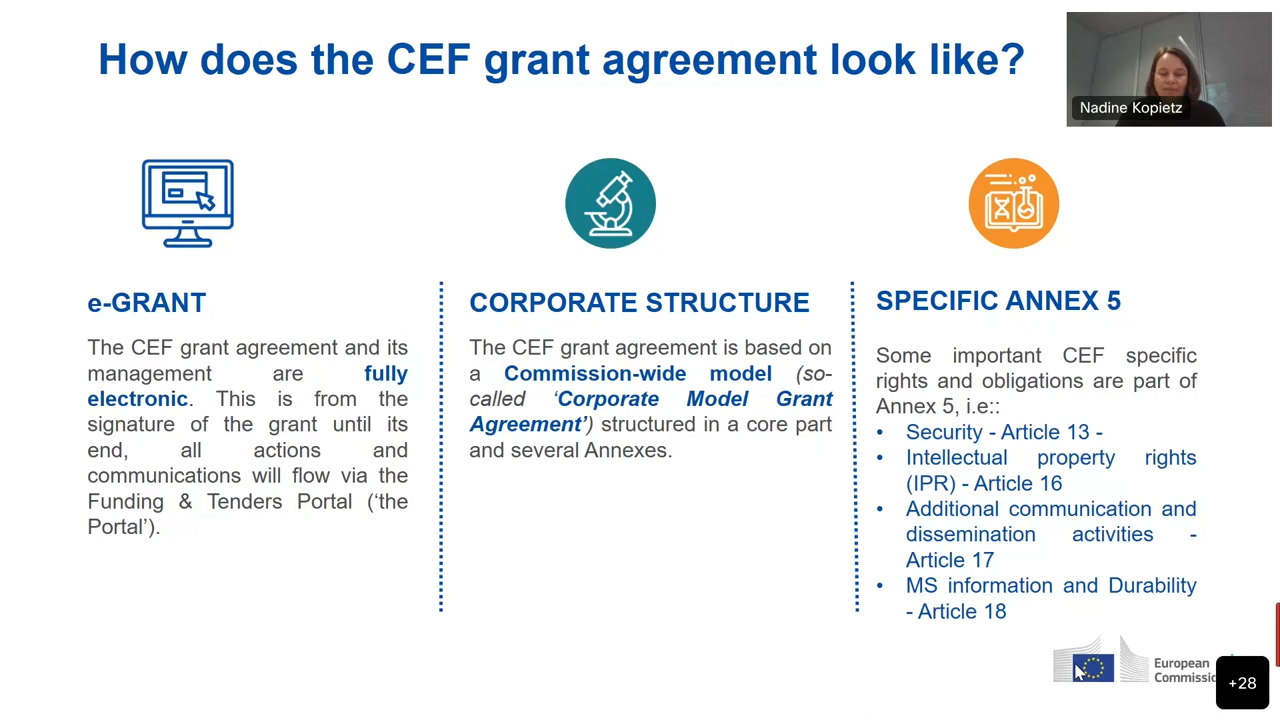 How does the CEF grant agreement look like?
Nadine Kopietz
e-GRANT
The CEF grant agreement and its
management are fully
electronic. This is from the
signature of the grant until its
end, all actions and
communications will flow via the
Funding & Tenders Portal (‘the
Portal’).
CORPORATE STRUCTURE
The CEF grant agreement is based on
a Commission-wide model (so-
called ‘Corporate Model Grant
Agreement’) structured in a core part
and several Annexes.
SPECIFIC ANNEX 5
Some important CEF specific
rights and obligations are part of
Annex 5, i.e::
• Security - Article 13 -
• Intellectual property rights
(IPR) - Article 16
• Additional communication and
dissemination activities -
Article 17
• MS information and Durability
- Article 18
European
+28